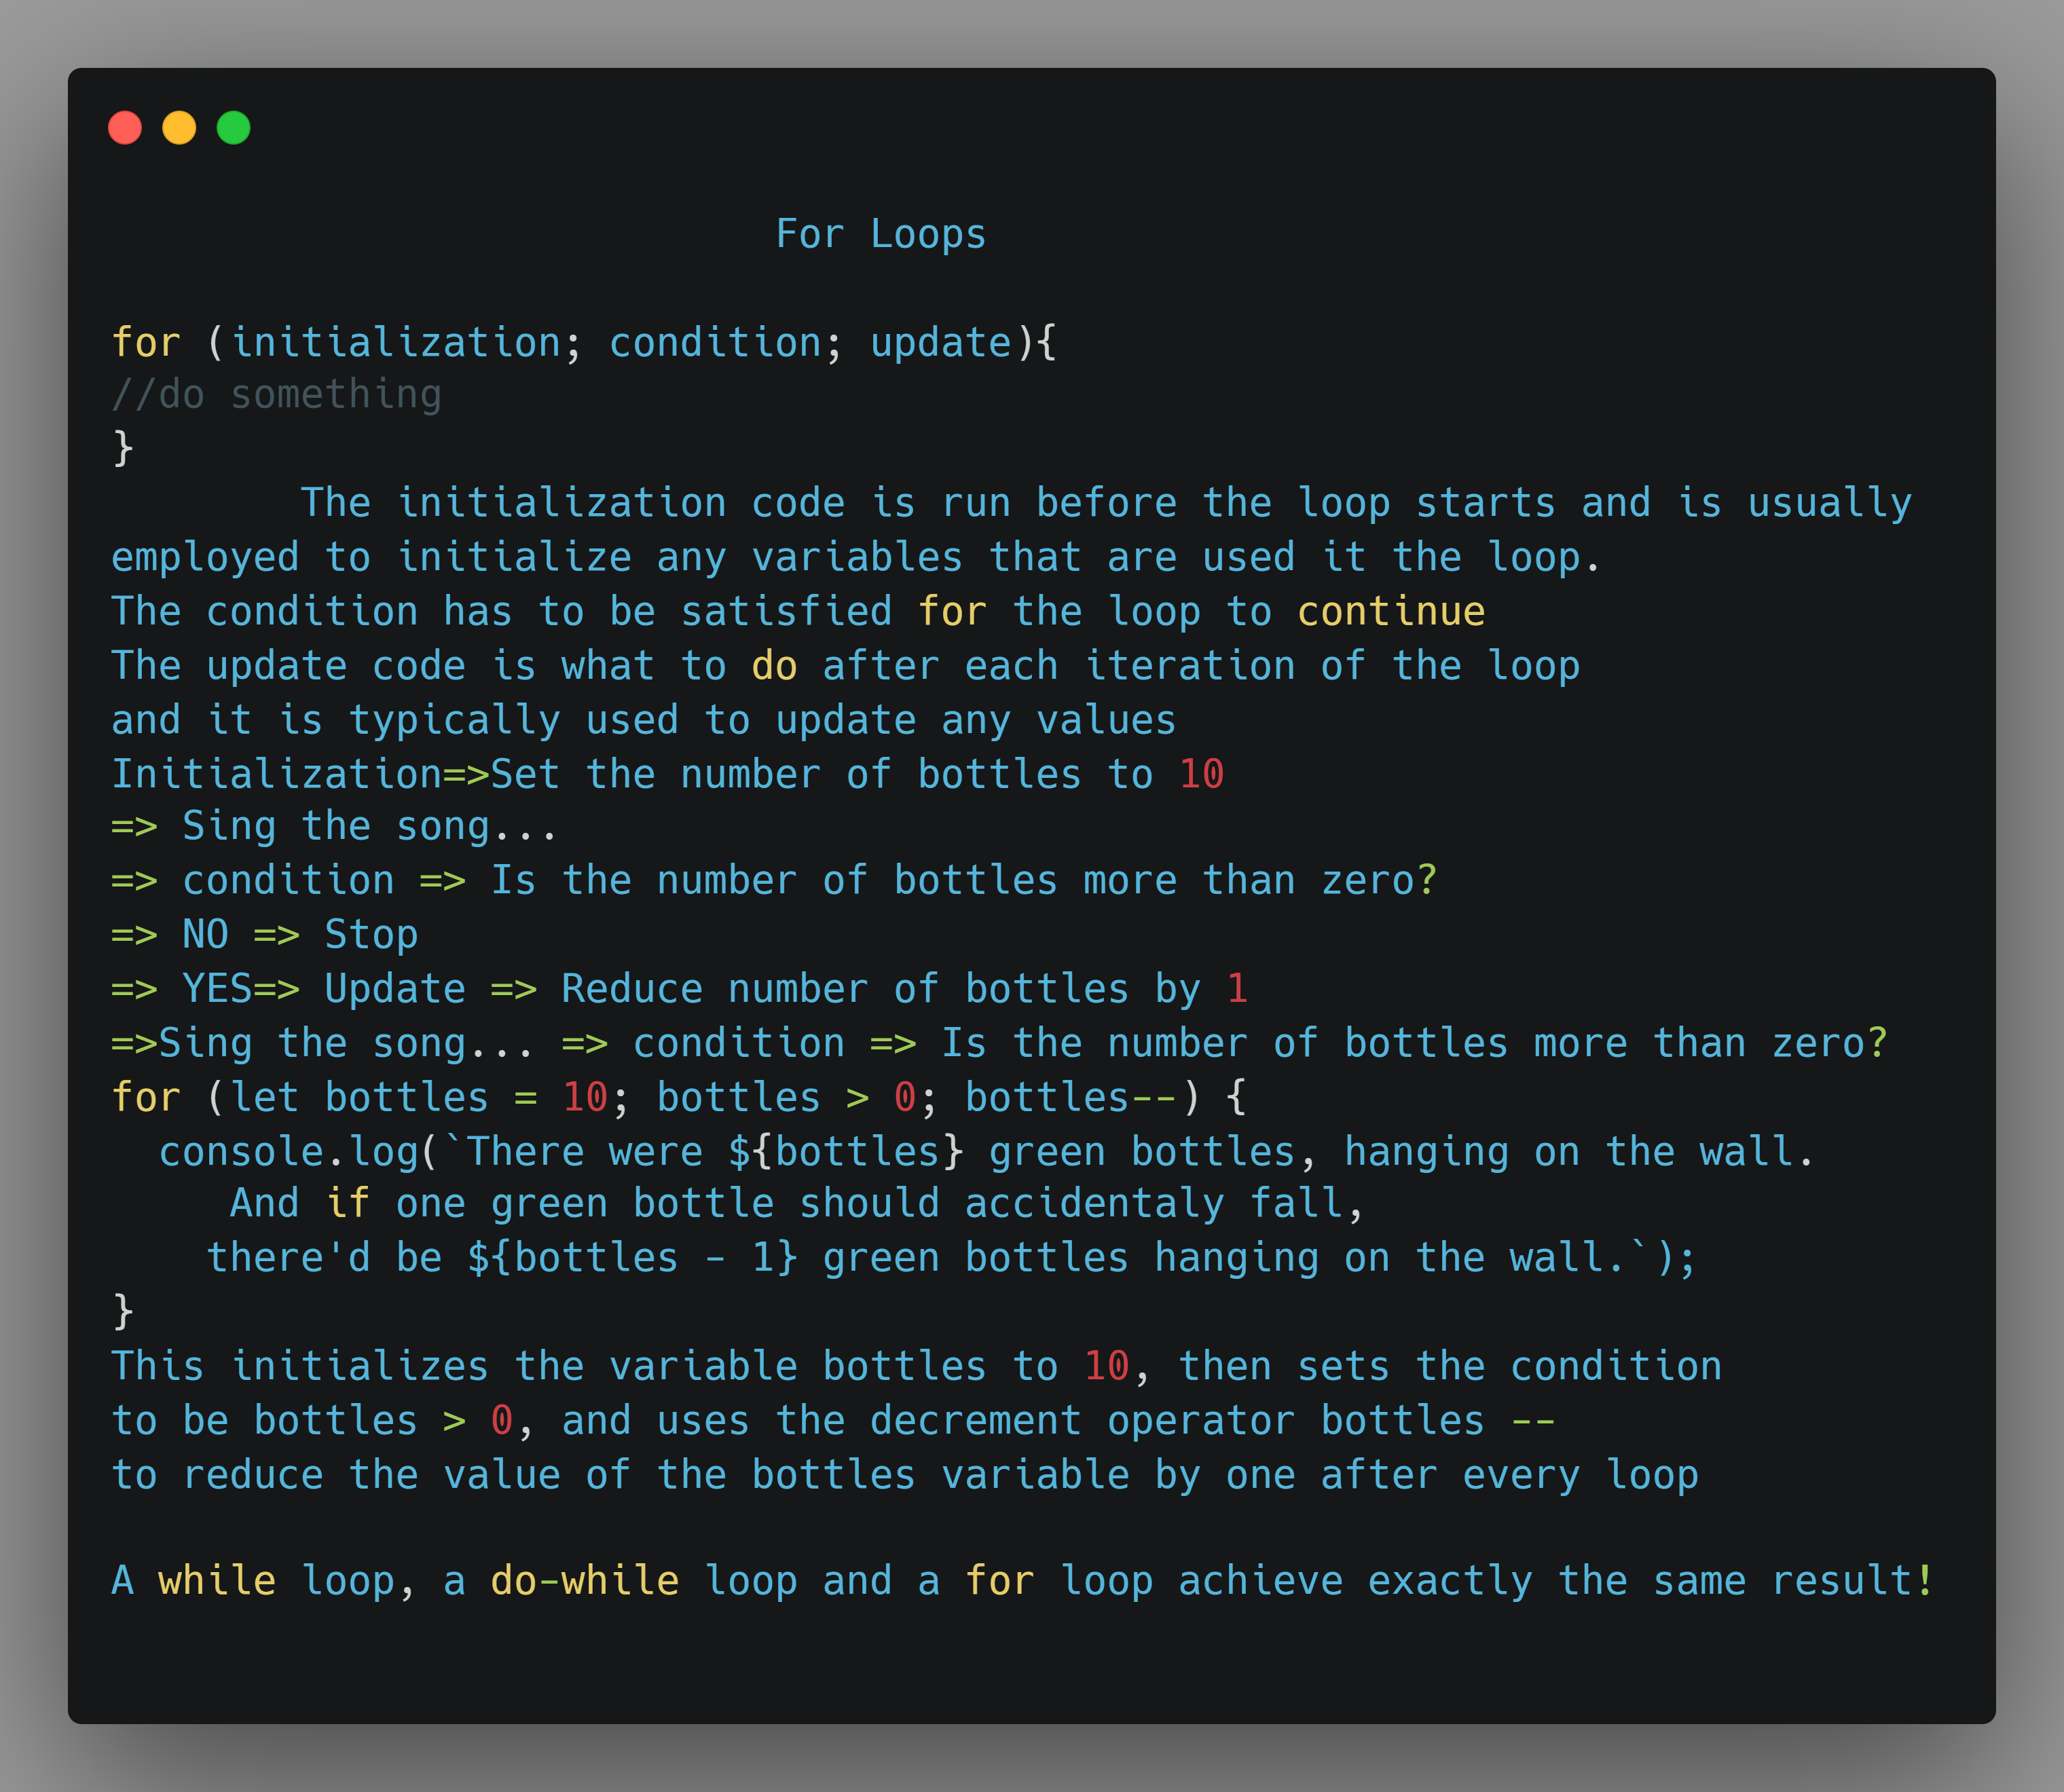 For Loops
for (initialization; condition; update){
//do something
}
The initialization code is run before the loop starts and is usually
employed to initialize any variables that are used it the loop.
The condition has to be satisfied for the loop to continue
The update code is what to do after each iteration of the loop
and it is typically used to update any values
Initialization=>Set the number of bottles to 10
=> Sing the song...
=> condition => Is the number of bottles more than zero?
=> NO => Stop
=> YES=> Update => Reduce number of bottles by 1
=>Sing the song... => condition => Is the number of bottles more than zero?
for (let bottles = 10; bottles > 0; bottles--) {
  console.log(`There were ${bottles} green bottles, hanging on the wall.
     And if one green bottle should accidentaly fall,
    there'd be ${bottles - 1} green bottles hanging on the wall.`);
}
This initializes the variable bottles to 10, then sets the condition
to be bottles > 0, and uses the decrement operator bottles --
to reduce the value of the bottles variable by one after every loop
A while loop, a do-while loop and a for loop achieve exactly the same result!